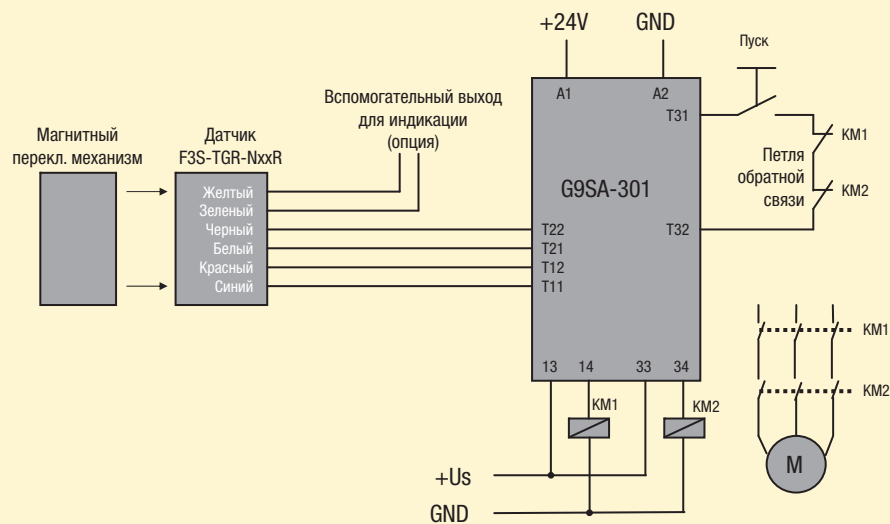 +24V
GND
Пуск
A1
A2
T31
Вспомогательный выход
для индикации
(опция)
Магнитный
перекл. механизм
Датчик
F3S-TGR-NxxR
KM1
Петля
обратной
связи
KM2
G9SA-301
Желтый
Зеленый
Черный
Белый
Красный
Синий
T22
T21
T12
T11
T32
13
14
33
34
KM1
KM2
KM1
KM2
M
+Us
GND